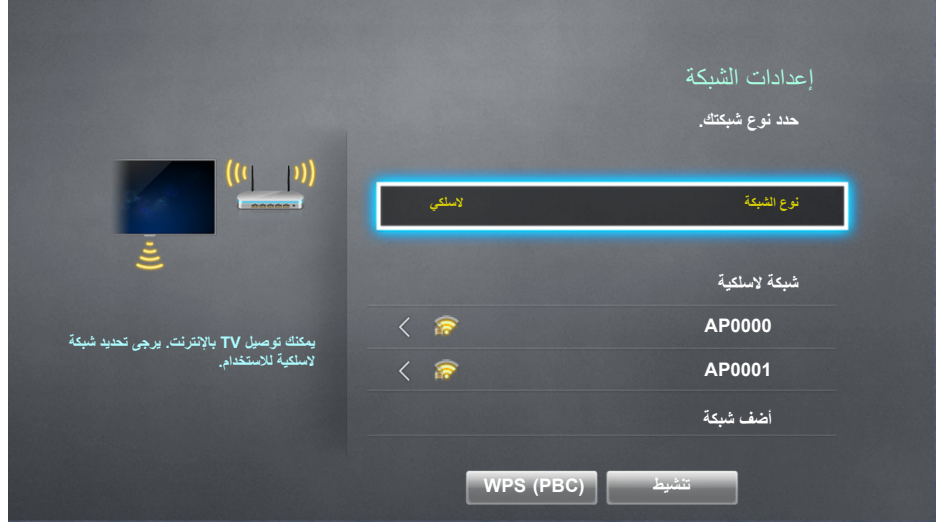 إعدادات الشبكة
حدد نوع شبكتك.
نوع الشبكة لاسلكي
شبكة لاسلكية
AP0000
AP0001
أضف شبكة
يمكنك توصيل TV بالإنترنت. يرجى تحديد شبكة
لاسلكية للاستخدام.
تنشيط WPS (PBC)